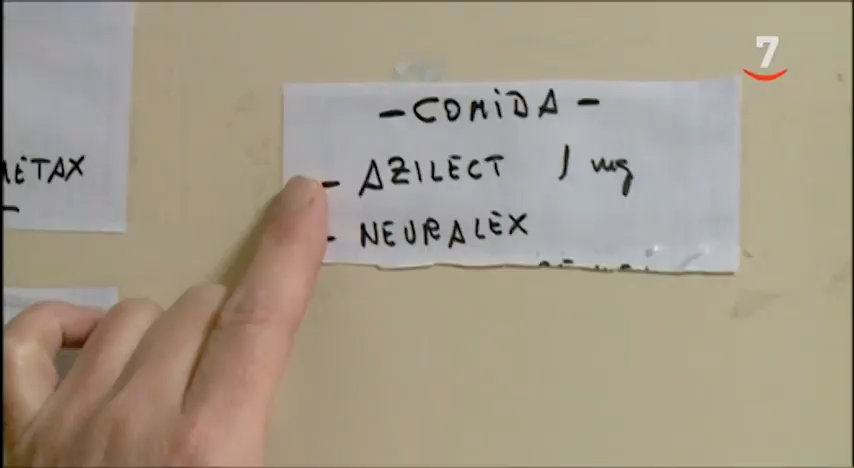 7
METAX
- COMIDA -
- AZILECT 1 mg
- NEURALEX